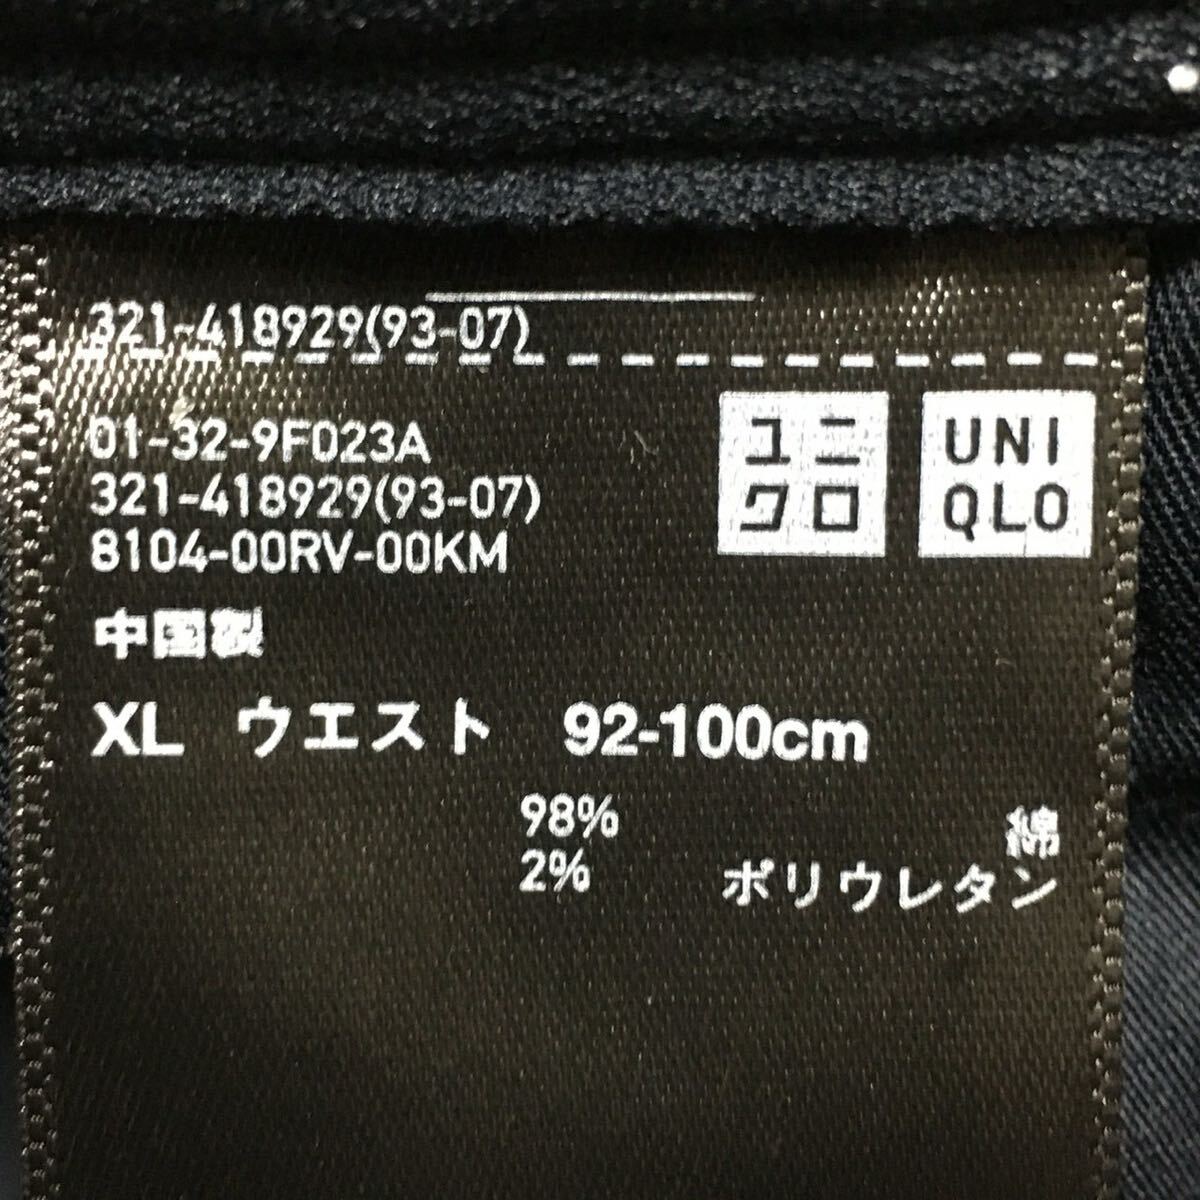 321-418929(93-07)
01-32-9F023A
321-418929(93-07)
8104-00RV-00KM
ユニ
クロ
UNI
QLO
中国製
XL ウエスト 92-100cm
98% 綿
2% ポリウレタン